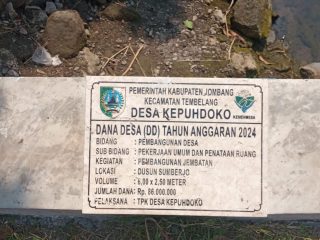 PEMERINTAH KABUPATEN JOMBANG
KECAMATAN TEMBELANG
DESA KEPUHDOKO
KEMENDESA
DANA DESA (DD) TAHUN ANGGARAN 2024
BIDANG : PEMBANGUNAN DESA
SUB BIDANG : PEKERJAAN UMUM DAN PENATAAN RUANG
KEGIATAN : PEMBANGUNAN JEMBATAN
LOKASI : DUSUN SUMBERJO
VOLUME : 6,00 x 2,50 METER
JUMLAH DANA : Rp. 86.000.000
PELAKSANA : TPK DESA KEPUHDOKO